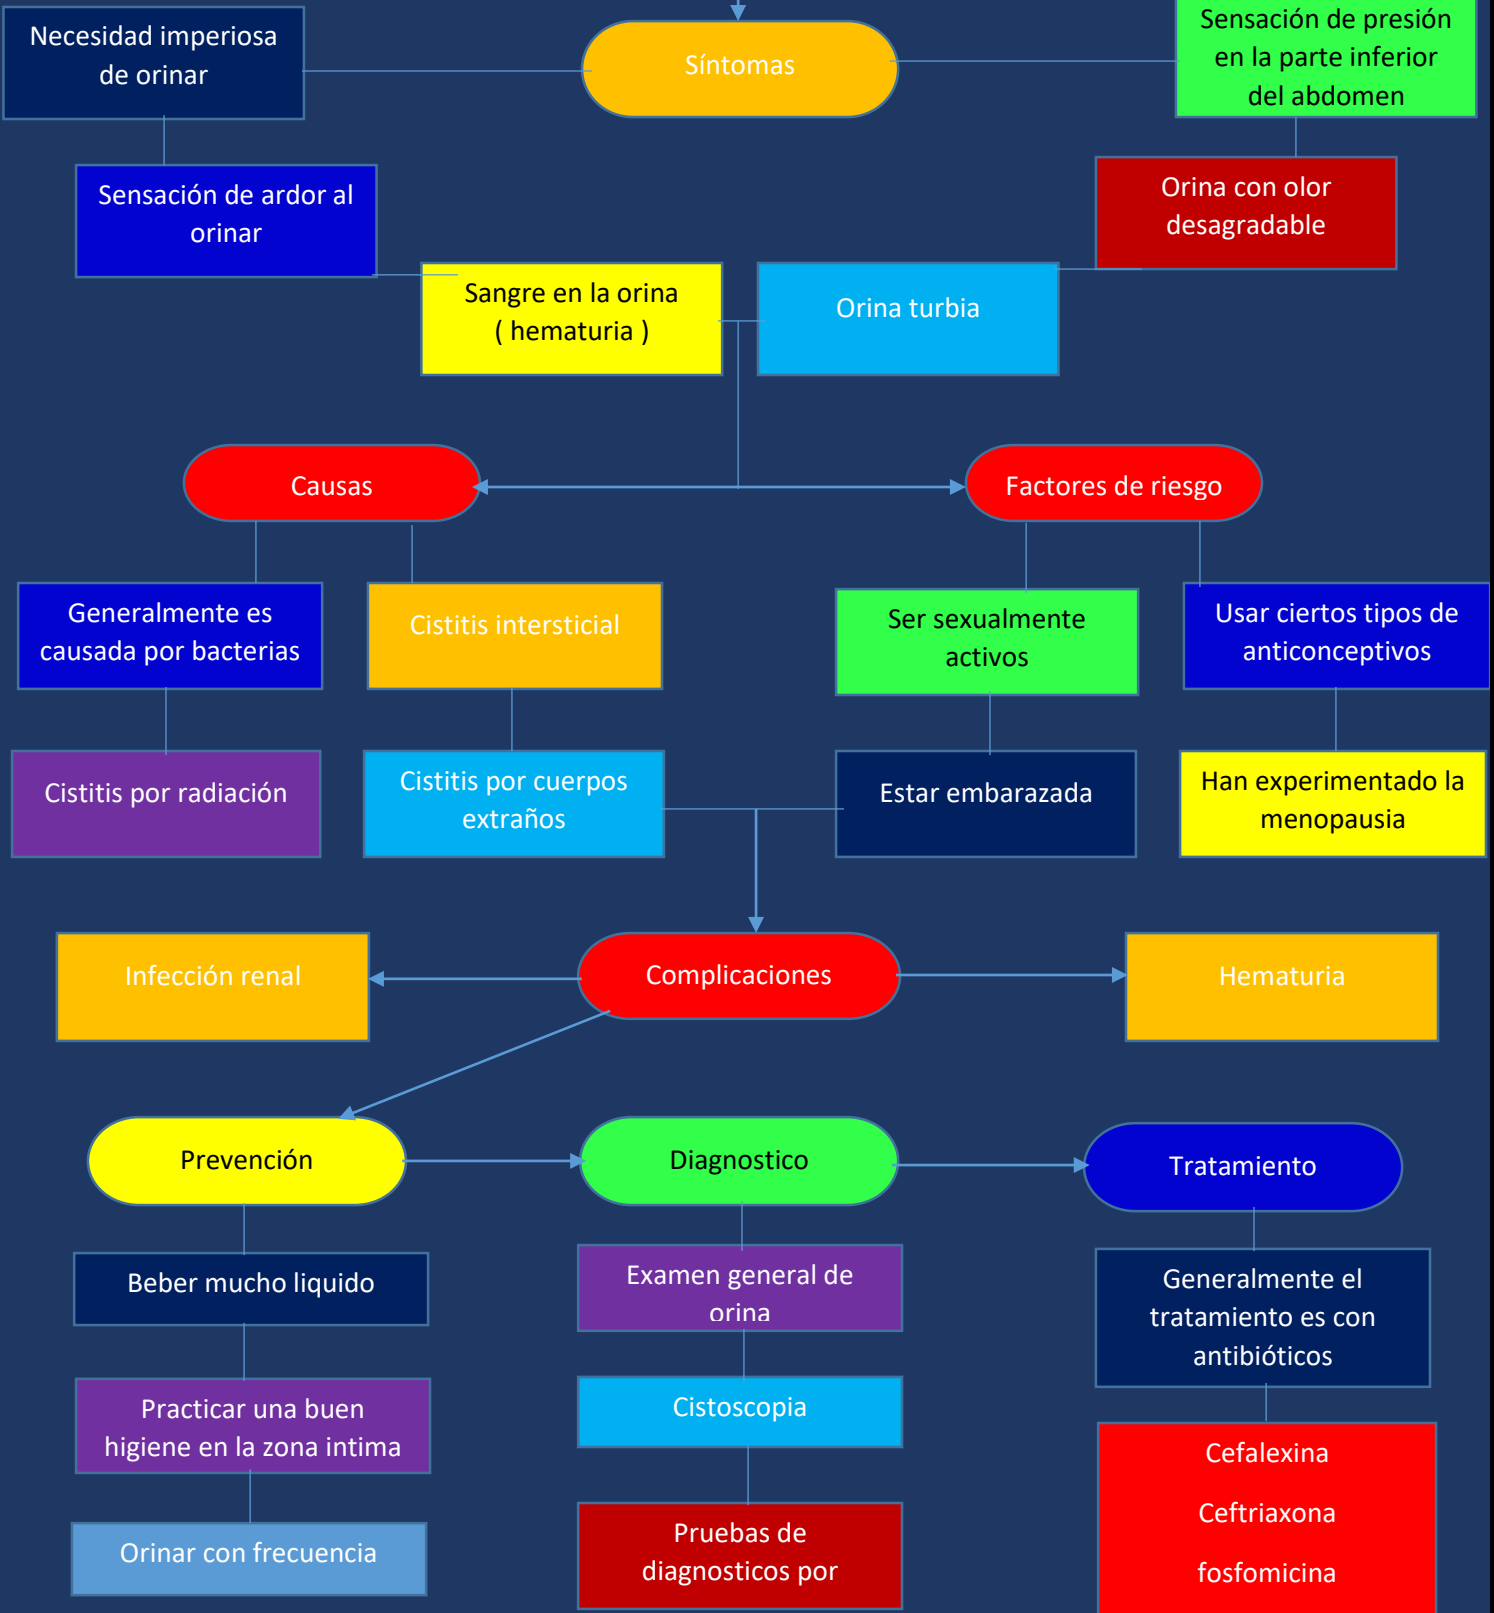 Necesidad imperiosa
de orinar
Síntomas
Sensación de presión
en la parte inferior
del abdomen
Sensación de ardor al
orinar
Orina con olor
desagradable
Sangre en la orina
( hematuria )
Orina turbia
Causas
Factores de riesgo
Generalmente es
causada por bacterias
Cistitis intersticial
Ser sexualmente
activos
Usar ciertos tipos de
anticonceptivos
Cistitis por radiación
Cistitis por cuerpos
extraños
Estar embarazada
Han experimentado la
menopausia
Infección renal
Complicaciones
Hematuria
Prevención
Diagnostico
Tratamiento
Beber mucho liquido
Examen general de
orina
Generalmente el
tratamiento es con
antibióticos
Practicar una buen
higiene en la zona intima
Cistoscopia
Cefalexina
Ceftriaxona
fosfomicina
Orinar con frecuencia
Pruebas de
diagnosticos por